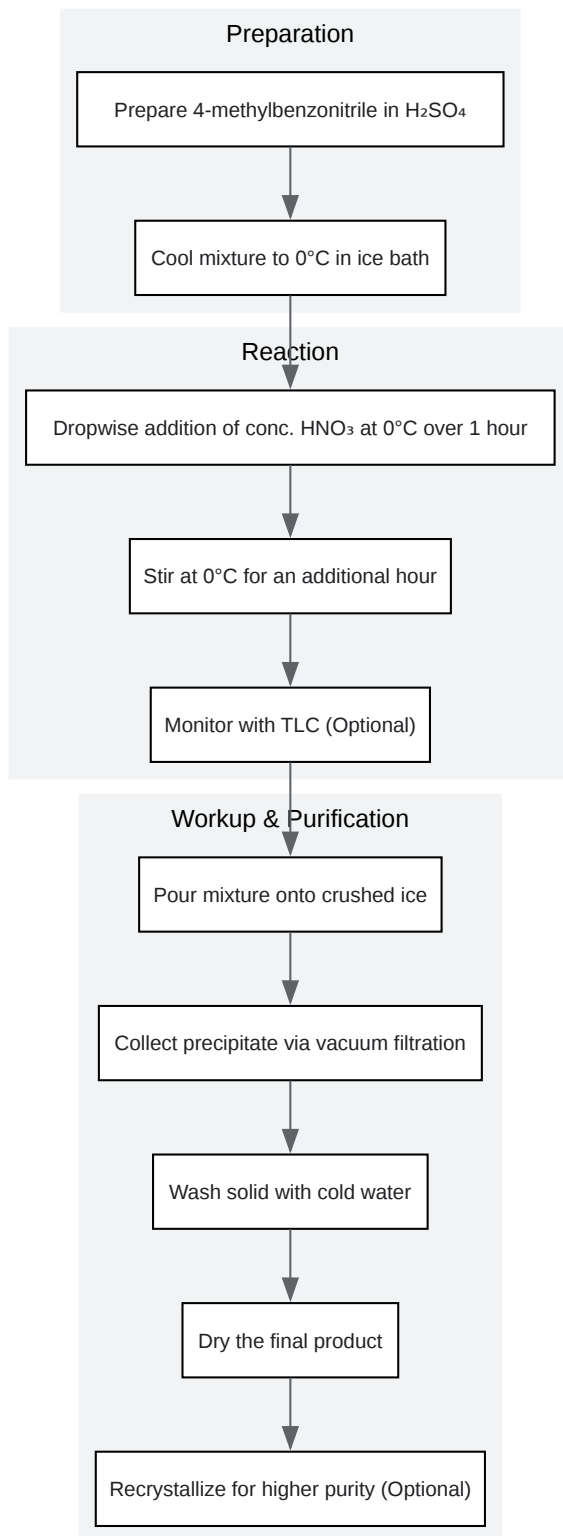 Preparation
Prepare 4-methylbenzonitrile in H₂SO₄
Cool mixture to 0°C in ice bath
Reaction
Dropwise addition of conc. HNO₃ at 0°C over 1 hour
Stir at 0°C for an additional hour
Monitor with TLC (Optional)
Workup & Purification
Pour mixture onto crushed ice
Collect precipitate via vacuum filtration
Wash solid with cold water
Dry the final product
Recrystallize for higher purity (Optional)